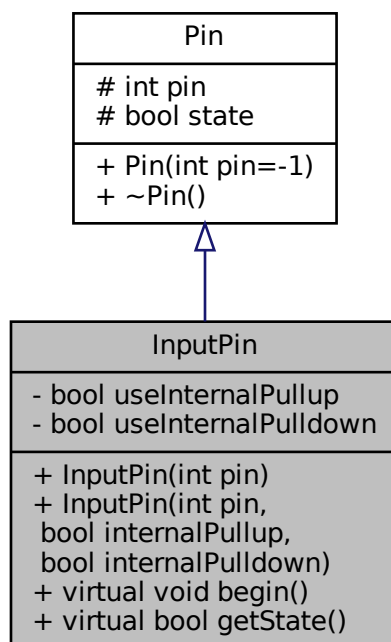 Pin
# int pin
# bool state
+ Pin(int pin=-1)
+ ~Pin()
InputPin
- bool useInternalPullup
- bool useInternalPulldown
+ InputPin(int pin)
+ InputPin(int pin,
bool internalPullup,
bool internalPulldown)
+ virtual void begin()
+ virtual bool getState()